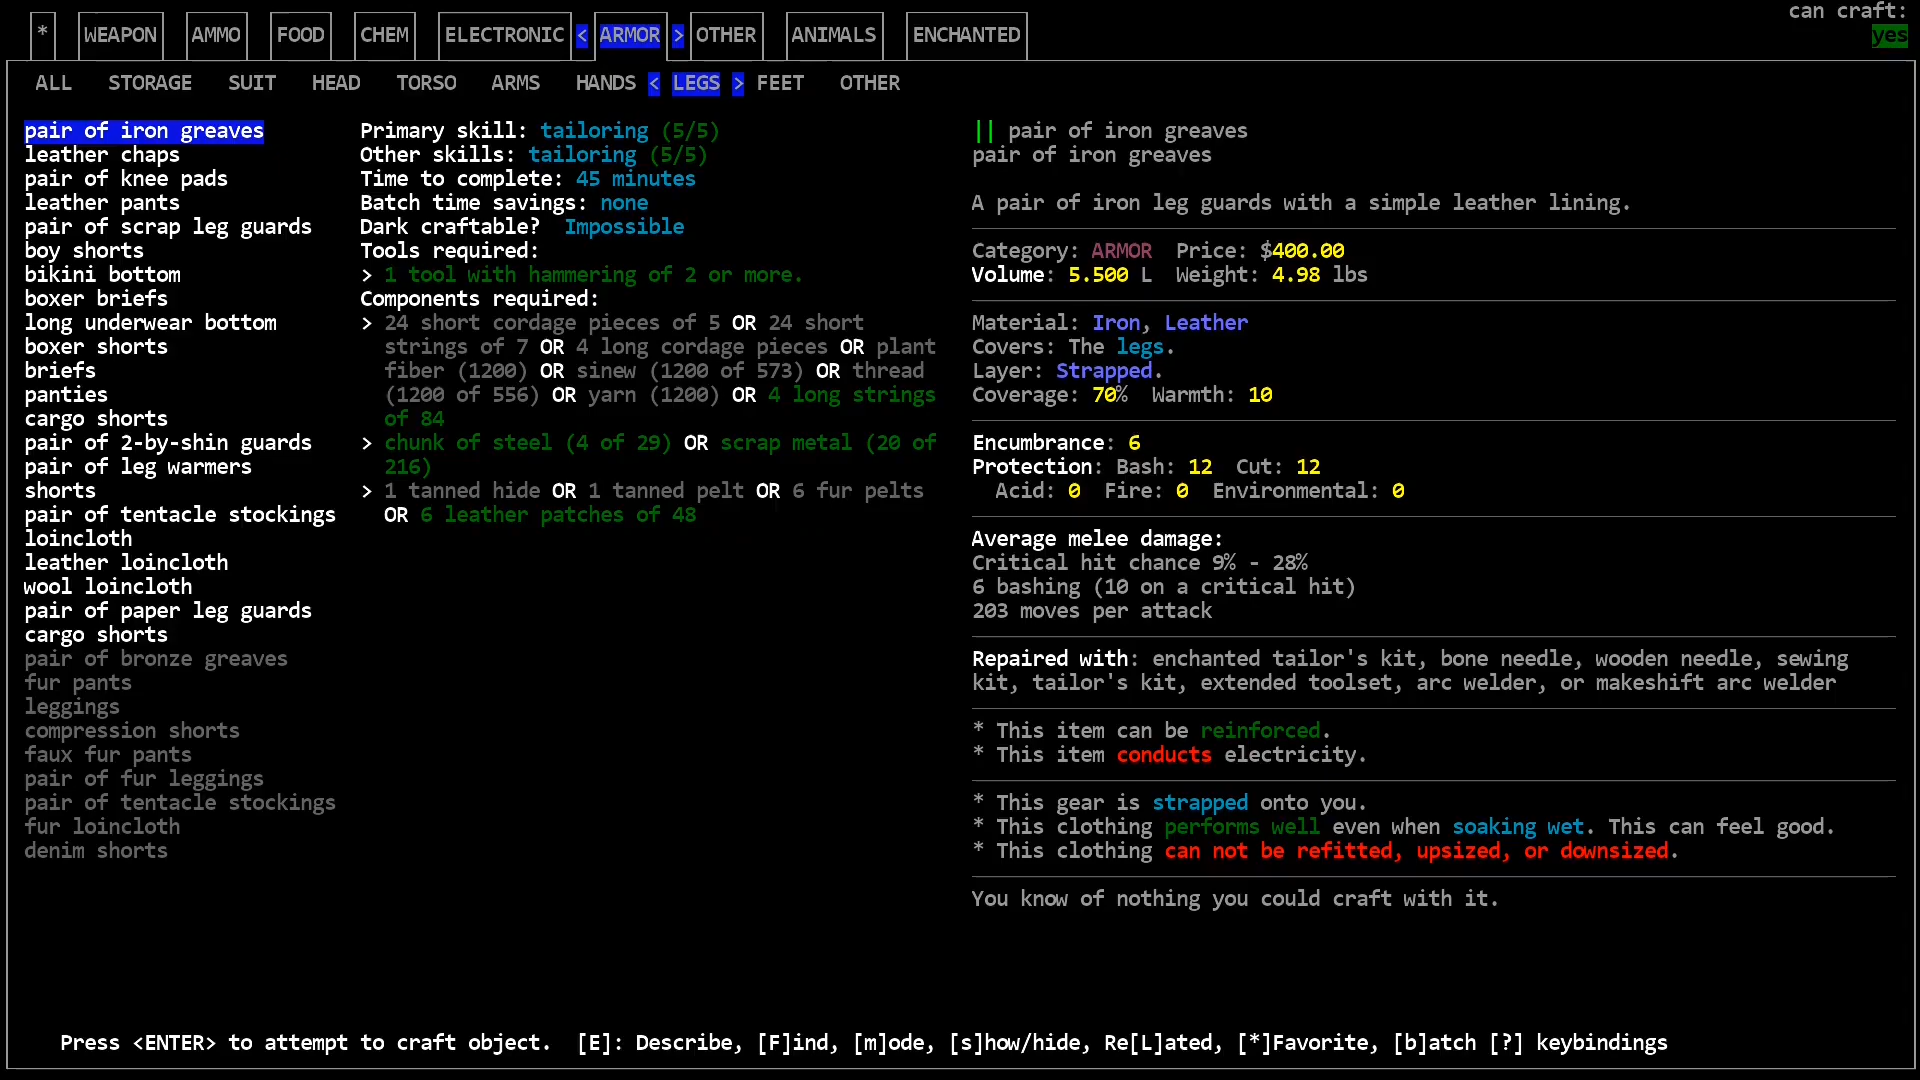 can craft:
* WEAPON AMMO FOOD CHEM ELECTRONIC < ARMOR > OTHER ANIMALS ENCHANTED yes
ALL STORAGE SUIT HEAD TORSO ARMS HANDS < LEGS > FEET OTHER
pair of iron greaves
leather chaps
pair of knee pads
leather pants
pair of scrap leg guards
boy shorts
bikini bottom
boxer briefs
long underwear bottom
boxer shorts
briefs
panties
cargo shorts
pair of 2-by-shin guards
pair of leg warmers
shorts
pair of tentacle stockings
loincloth
leather loincloth
wool loincloth
pair of paper leg guards
cargo shorts
pair of bronze greaves
fur pants
leggings
compression shorts
faux fur pants
pair of fur leggings
pair of tentacle stockings
fur loincloth
denim shorts
Primary skill: tailoring (5/5)
Other skills: tailoring (5/5)
Time to complete: 45 minutes
Batch time savings: none
Dark craftable? Impossible
Tools required:
> 1 tool with hammering of 2 or more.
Components required:
> 24 short cordage pieces of 5 OR 24 short
strings of 7 OR 4 long cordage pieces OR plant
fiber (1200) OR sinew (1200 of 573) OR thread
(1200 of 556) OR yarn (1200) OR 4 long strings
of 84
> chunk of steel (4 of 29) OR scrap metal (20 of
216)
> 1 tanned hide OR 1 tanned pelt OR 6 fur pelts
OR 6 leather patches of 48
|| pair of iron greaves
pair of iron greaves
A pair of iron leg guards with a simple leather lining.
Category: ARMOR Price: $400.00
Volume: 5.500 L Weight: 4.98 lbs
Material: Iron, Leather
Covers: The legs.
Layer: Strapped.
Coverage: 70% Warmth: 10
Encumbrance: 6
Protection: Bash: 12 Cut: 12
Acid: 0 Fire: 0 Environmental: 0
Average melee damage:
Critical hit chance 9% - 28%
6 bashing (10 on a critical hit)
203 moves per attack
Repaired with: enchanted tailor's kit, bone needle, wooden needle, sewing
kit, tailor's kit, extended toolset, arc welder, or makeshift arc welder
* This item can be reinforced.
* This item conducts electricity.
* This gear is strapped onto you.
* This clothing performs well even when soaking wet. This can feel good.
* This clothing can not be refitted, upsized, or downsized.
You know of nothing you could craft with it.
Press <ENTER> to attempt to craft object. [E]: Describe, [F]ind, [m]ode, [s]how/hide, Re[L]ated, [*]Favorite, [b]atch [?] keybindings